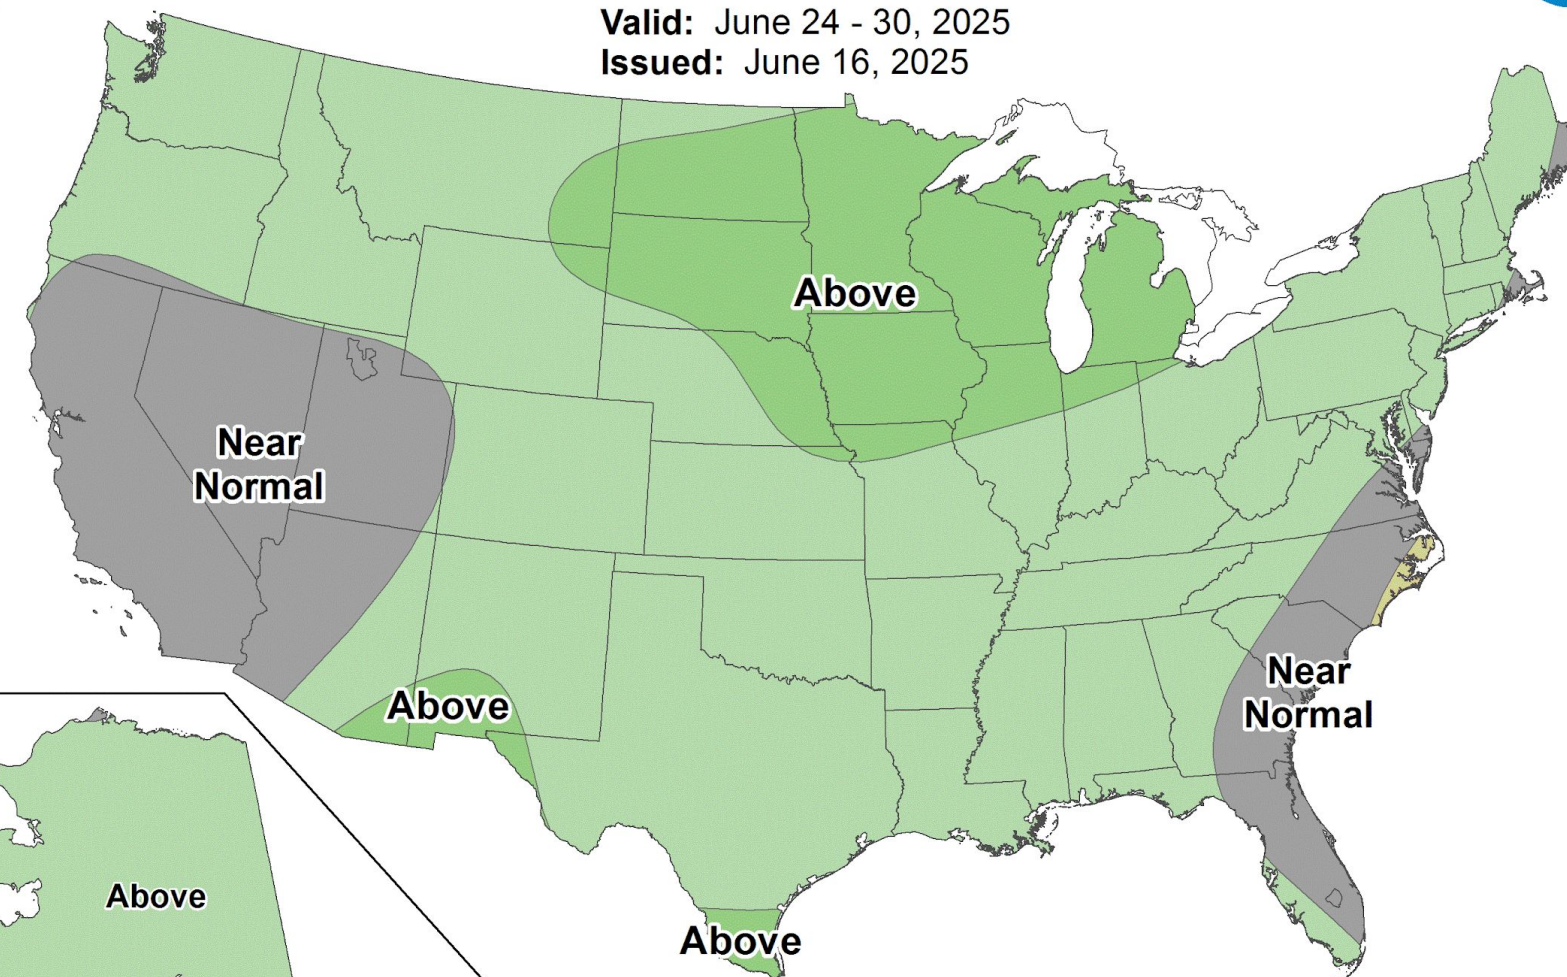 Valid: June 24 - 30, 2025
Issued: June 16, 2025
Above
Near
Normal
Near
Normal
Above
Above
Above